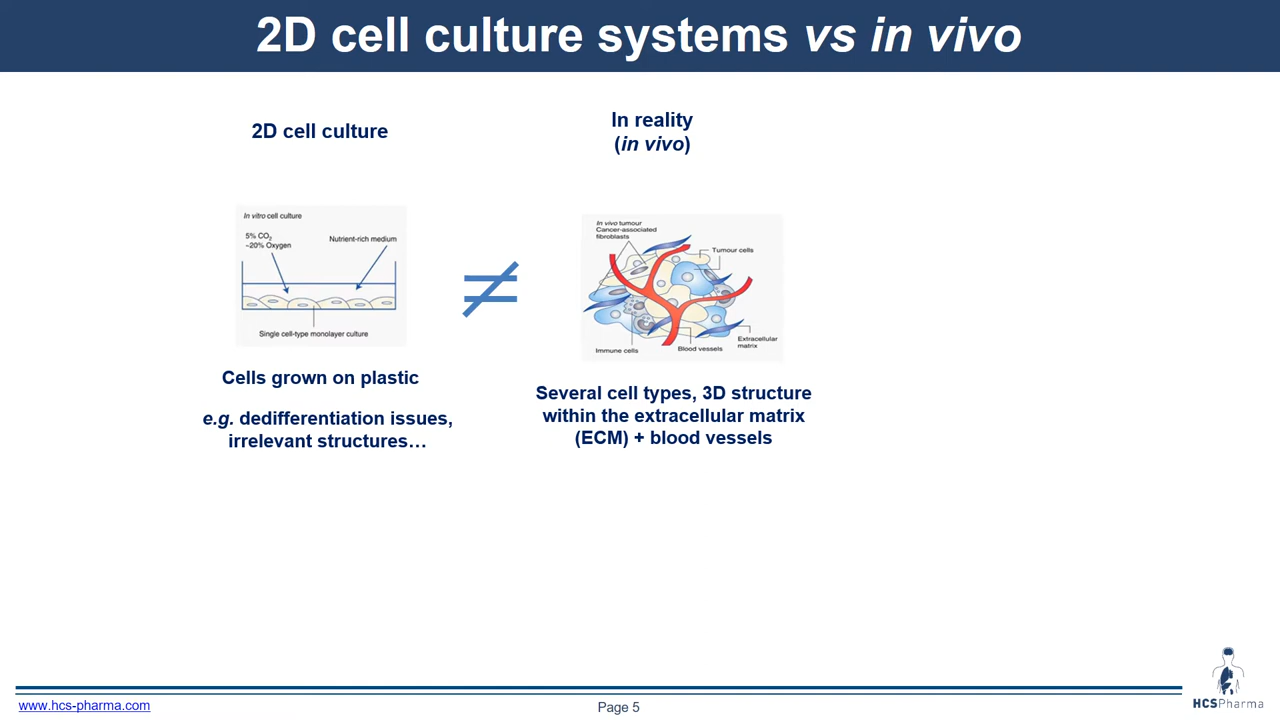 2D cell culture systems vs in vivo
2D cell culture
In reality
(in vivo)
In vitro cell culture
5% CO2
~20% Oxygen
Nutrient-rich medium
Single cell-type monolayer culture
≠
In vivo tumour
Cancer-associated
fibroblasts
Tumour cells
Immune cells
Blood vessels
Extracellular
matrix
Cells grown on plastic
e.g. dedifferentiation issues,
irrelevant structures…
Several cell types, 3D structure
within the extracellular matrix
(ECM) + blood vessels
www.hcs-pharma.com
Page 5
HCSPharma